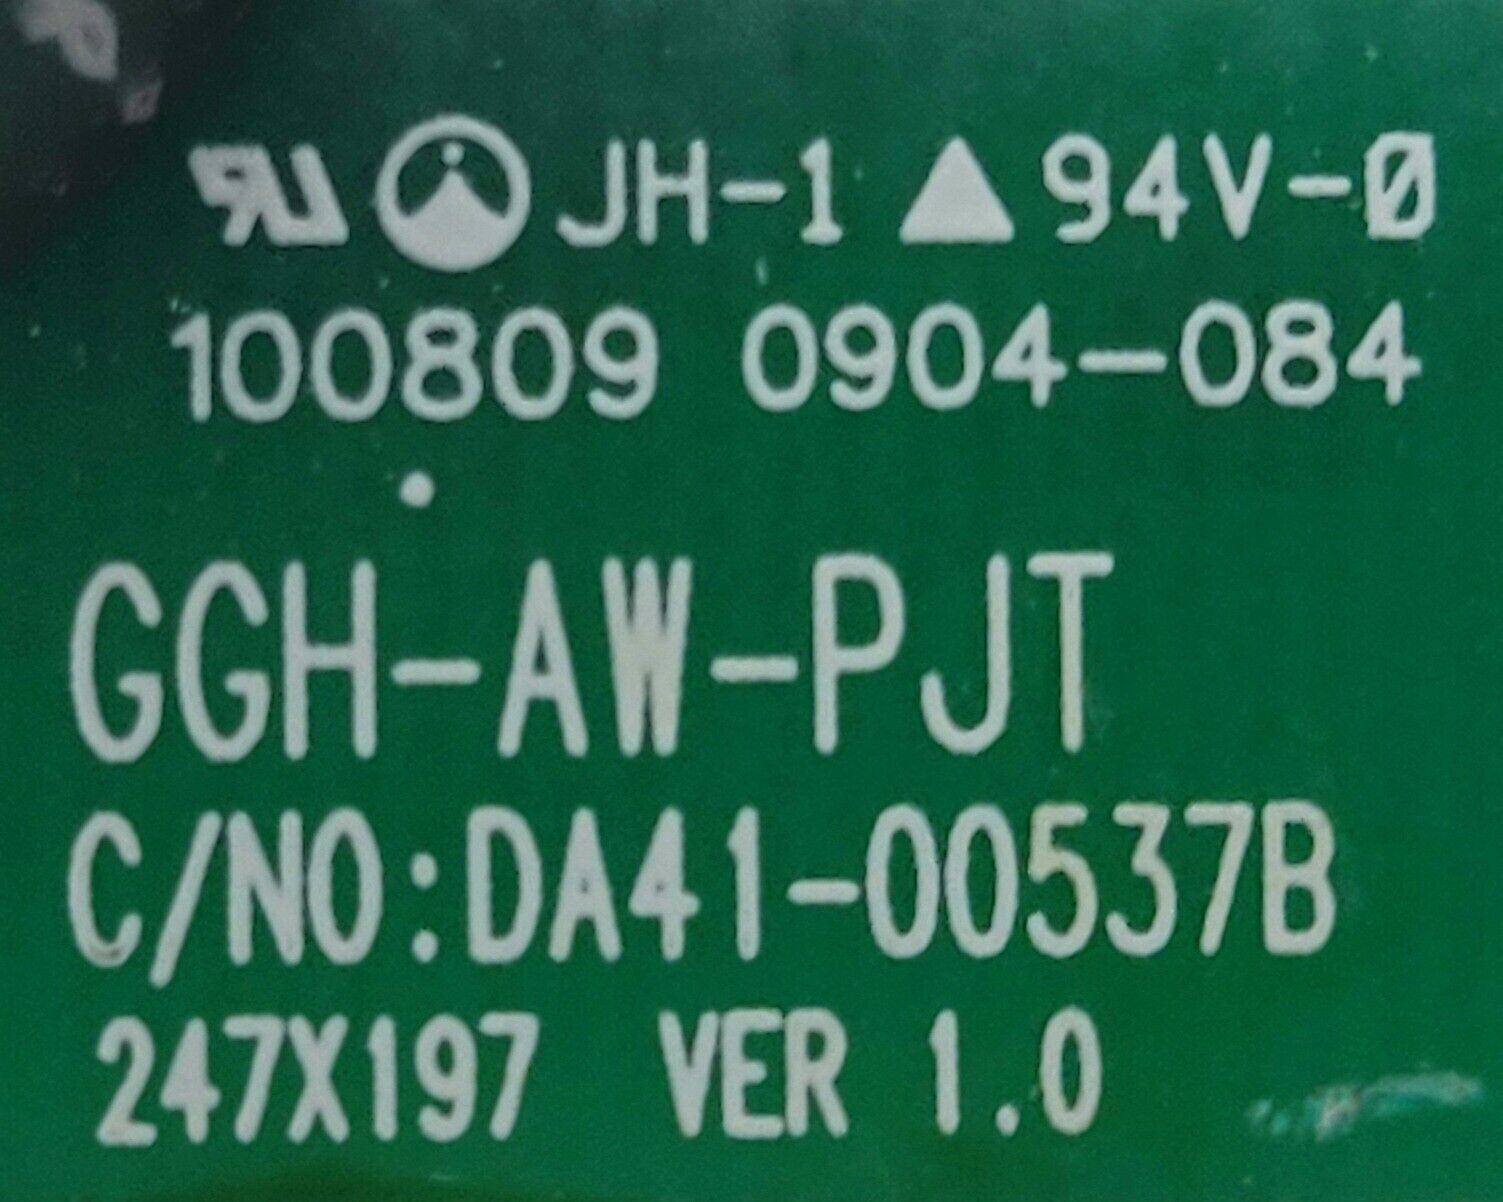 JH-1 ▲ 94V-0
100809 0904-084
GGH-AW-PJT
C/NO:DA41-00537B
247X197 VER 1.0